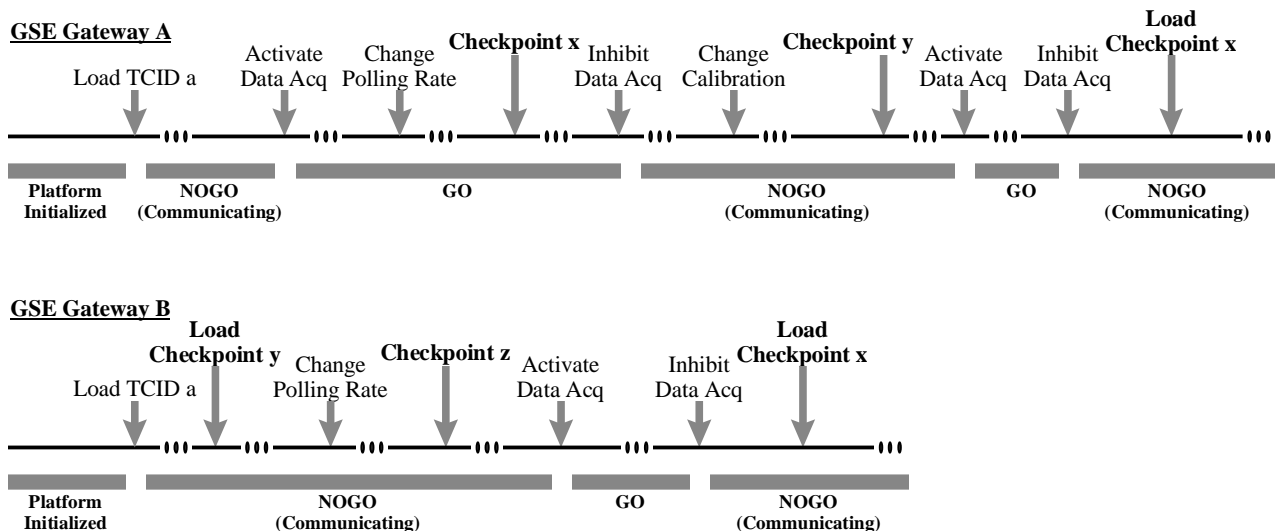 GSE Gateway A
Load TCID a
Activate
Data Acq
Change
Polling Rate
Checkpoint x
Inhibit
Data Acq
Change
Calibration
Checkpoint y
Activate
Data Acq
Inhibit
Data Acq
Load
Checkpoint x
Platform
Initialized
NOGO
(Communicating)
GO
NOGO
(Communicating)
GO
NOGO
(Communicating)
GSE Gateway B
Load TCID a
Load
Checkpoint y
Change
Polling Rate
Checkpoint z
Activate
Data Acq
Inhibit
Data Acq
Load
Checkpoint x
Platform
Initialized
NOGO
(Communicating)
GO
NOGO
(Communicating)